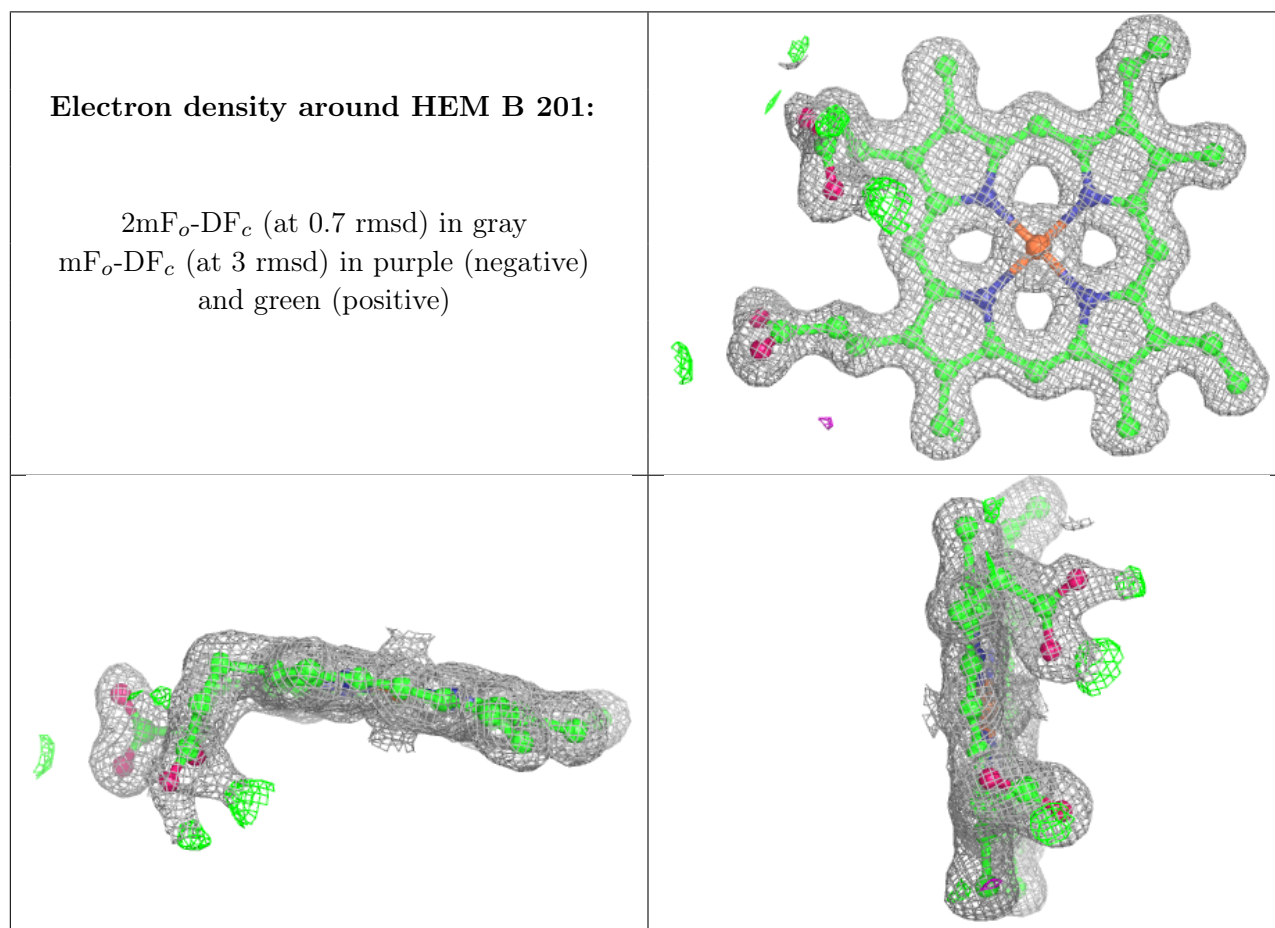 Electron density around HEM B 201:
2mFo-DFc (at 0.7 rmsd) in gray
mFo-DFc (at 3 rmsd) in purple (negative)
and green (positive)